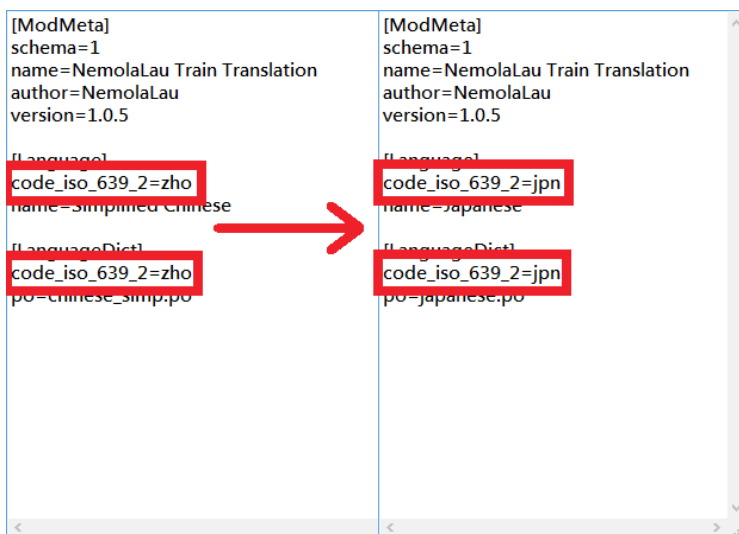 [ModMeta]
schema=1
name=NemolaLau Train Translation
author=NemolaLau
version=1.0.5
[Language]
code_iso_639_2=zho
name=Simplified Chinese
[LanguageDict]
code_iso_639_2=zho
po=chinese_simp.po
[ModMeta]
schema=1
name=NemolaLau Train Translation
author=NemolaLau
version=1.0.5
[Language]
code_iso_639_2=jpn
name=Japanese
[LanguageDict]
code_iso_639_2=jpn
po=japanese.po